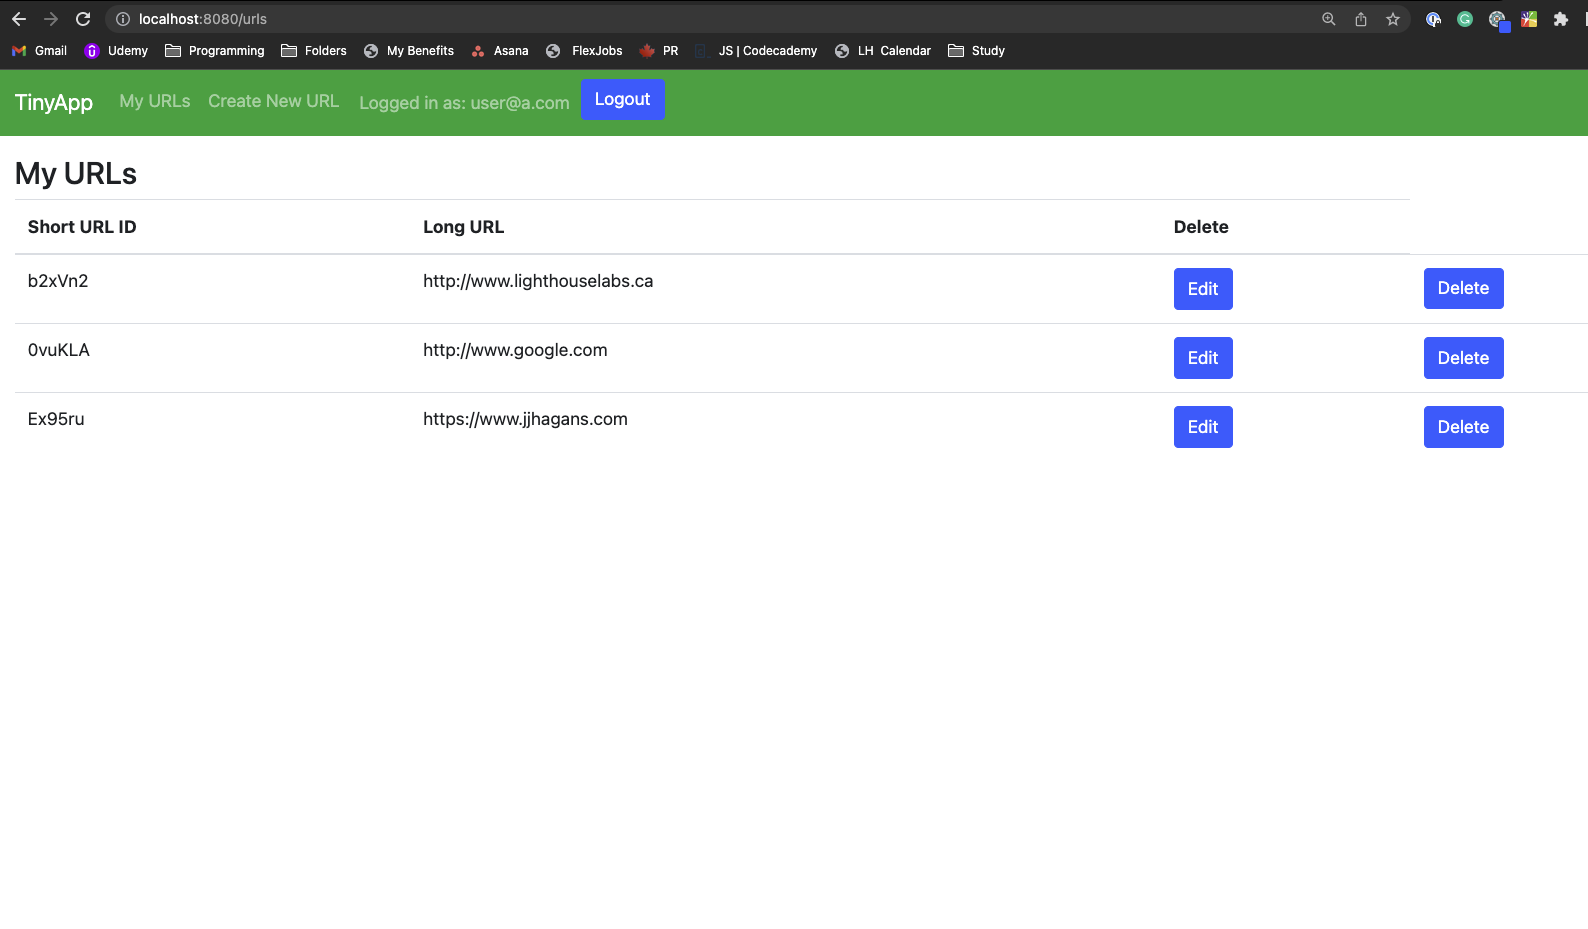 localhost:8080/urls
Gmail Udemy Programming Folders My Benefits Asana FlexJobs PR JS | Codecademy LH Calendar Study
TinyApp My URLs Create New URL Logged in as: user@a.com Logout
My URLs
Short URL ID Long URL Delete
b2xVn2 http://www.lighthouselabs.ca Edit Delete
0vuKLA http://www.google.com Edit Delete
Ex95ru https://www.jjhagans.com Edit Delete